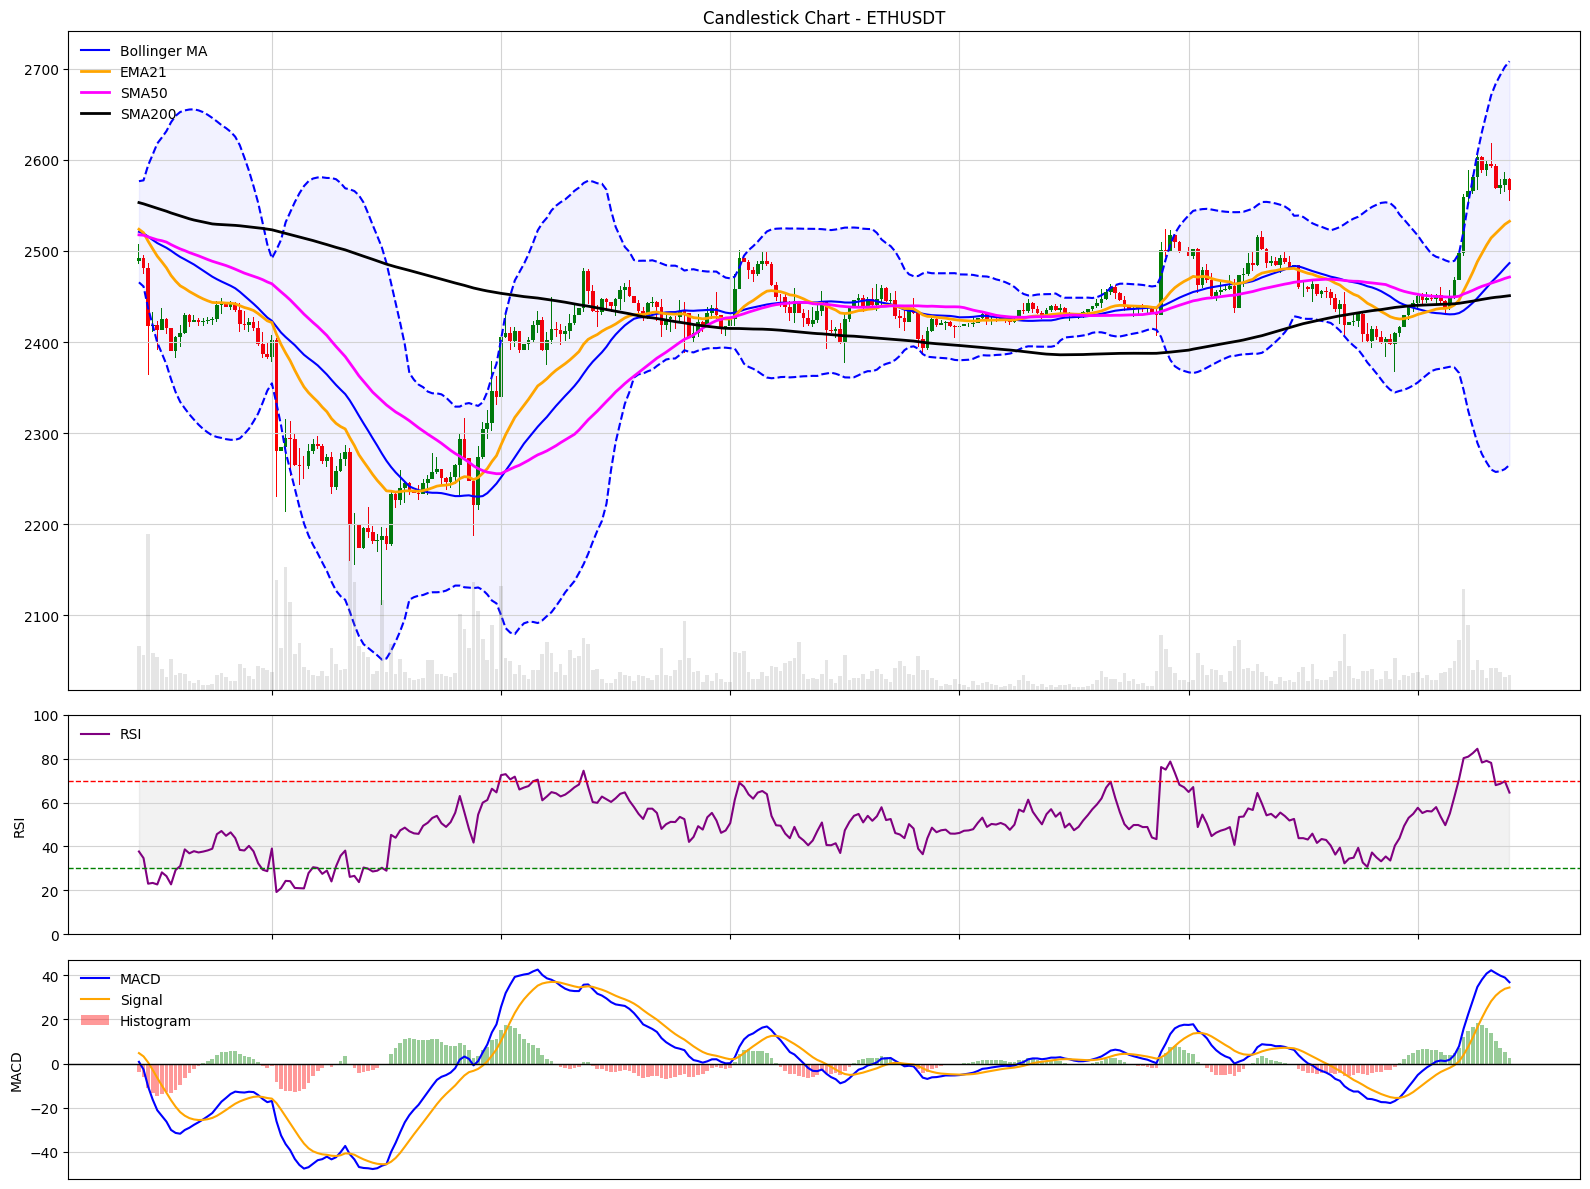 Candlestick Chart - ETHUSDT
Bollinger MA
EMA21
SMA50
SMA200
2700
2600
2500
2400
2300
2200
2100
RSI
100
80
60
40
20
0
RSI
MACD
Signal
Histogram
40
20
0
−20
−40
MACD